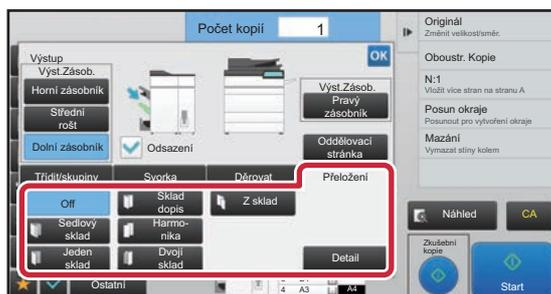 Počet kopií
1
Výstup
OK
Výst.Zásob.
Horní zásobník
Střední
rošt
Dolní zásobník
Odsazení
Výst.Zásob.
Pravý
zásobník
Oddělovací
stránka
Třídit/skupiny
Svorka
Děrovat
Přeložení
Off
Sklad
dopis
Z sklad
Sedlový
sklad
Harmo-
nika
Jeden
sklad
Dvojí
sklad
Detail
Ostatní
4
A3
A4
Originál
Změnit velikost/směr.
Oboustr. Kopie
N:1
Vložit více stran na stranu A
Posun okraje
Posunout pro vytvoření okraje
Mazání
Vymazat stíny kolem
Náhled
CA
Zkušební
kopie
Start